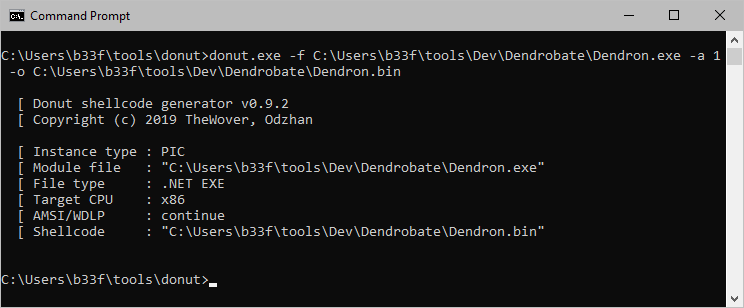 Command Prompt
C:\Users\b33f\tools\donut>donut.exe -f C:\Users\b33f\tools\Dev\Dendrobate\Dendron.exe -a 1
-o C:\Users\b33f\tools\Dev\Dendrobate\Dendron.bin
[ Donut shellcode generator v0.9.2
[ Copyright (c) 2019 TheWover, Odzhan
[ Instance type : PIC
[ Module file   : "C:\Users\b33f\tools\Dev\Dendrobate\Dendron.exe"
[ File type     : .NET EXE
[ Target CPU    : x86
[ AMSI/WDLP     : continue
[ Shellcode     : "C:\Users\b33f\tools\Dev\Dendrobate\Dendron.bin"
C:\Users\b33f\tools\donut>